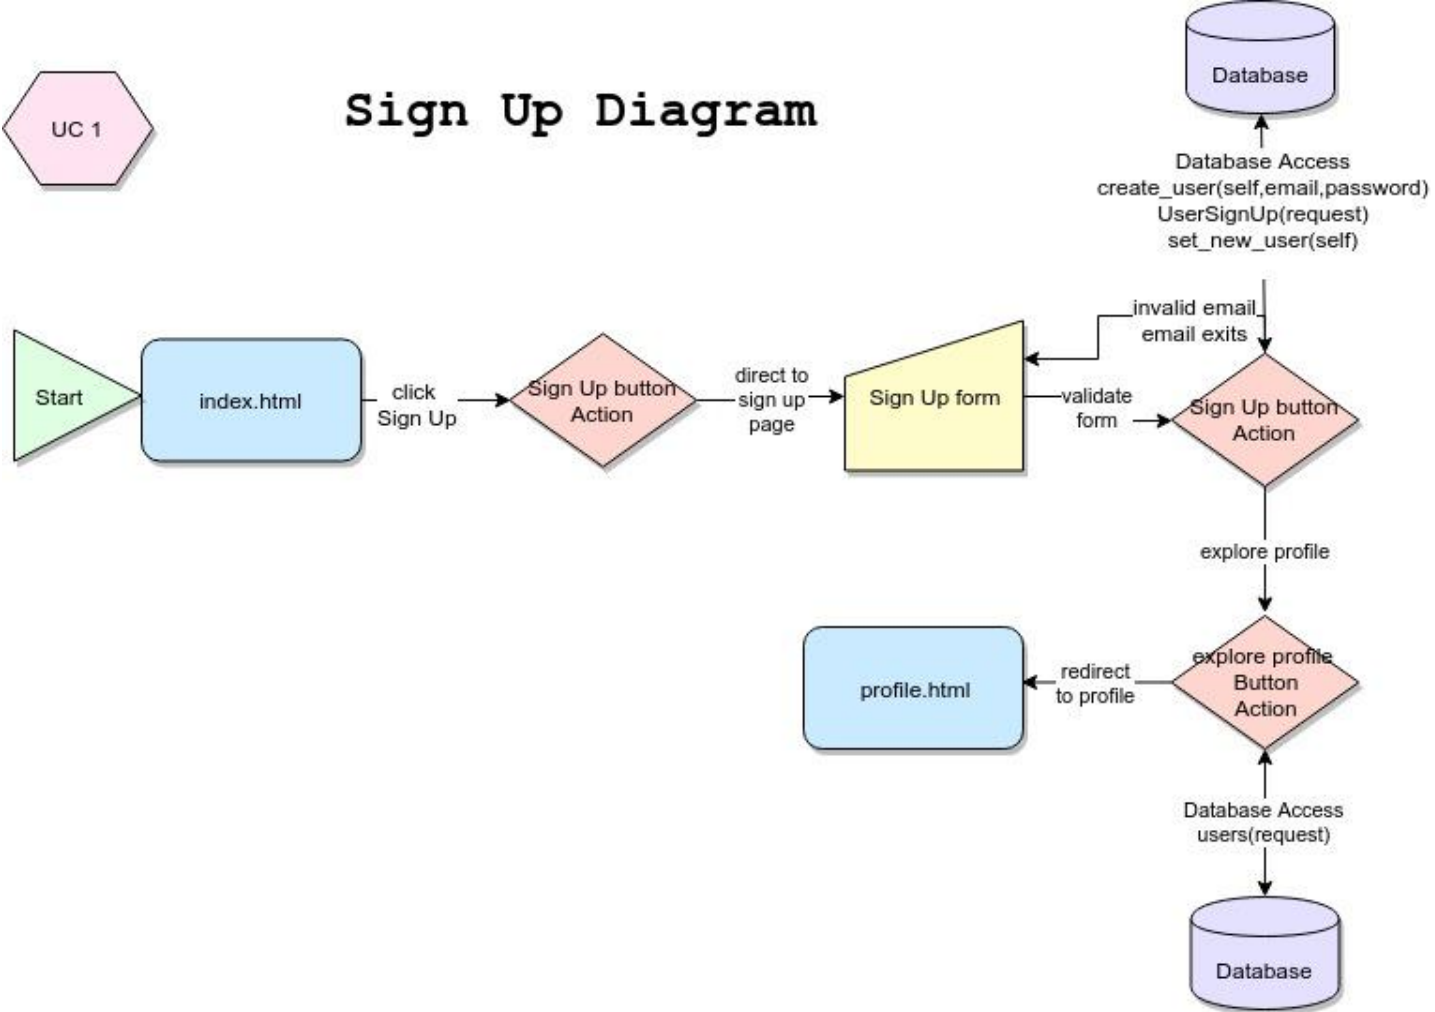 Database
UC 1
Sign Up Diagram
Database Access
create_user(self,email,password)
UserSignUp(request)
set_new_user(self)
invalid email
email exits
Start
index.html
click
Sign Up
Sign Up button
Action
direct to
sign up
page
Sign Up form
validate
form
Sign Up button
Action
explore profile
explore profile
Button
Action
redirect
to profile
profile.html
Database Access
users(request)
Database